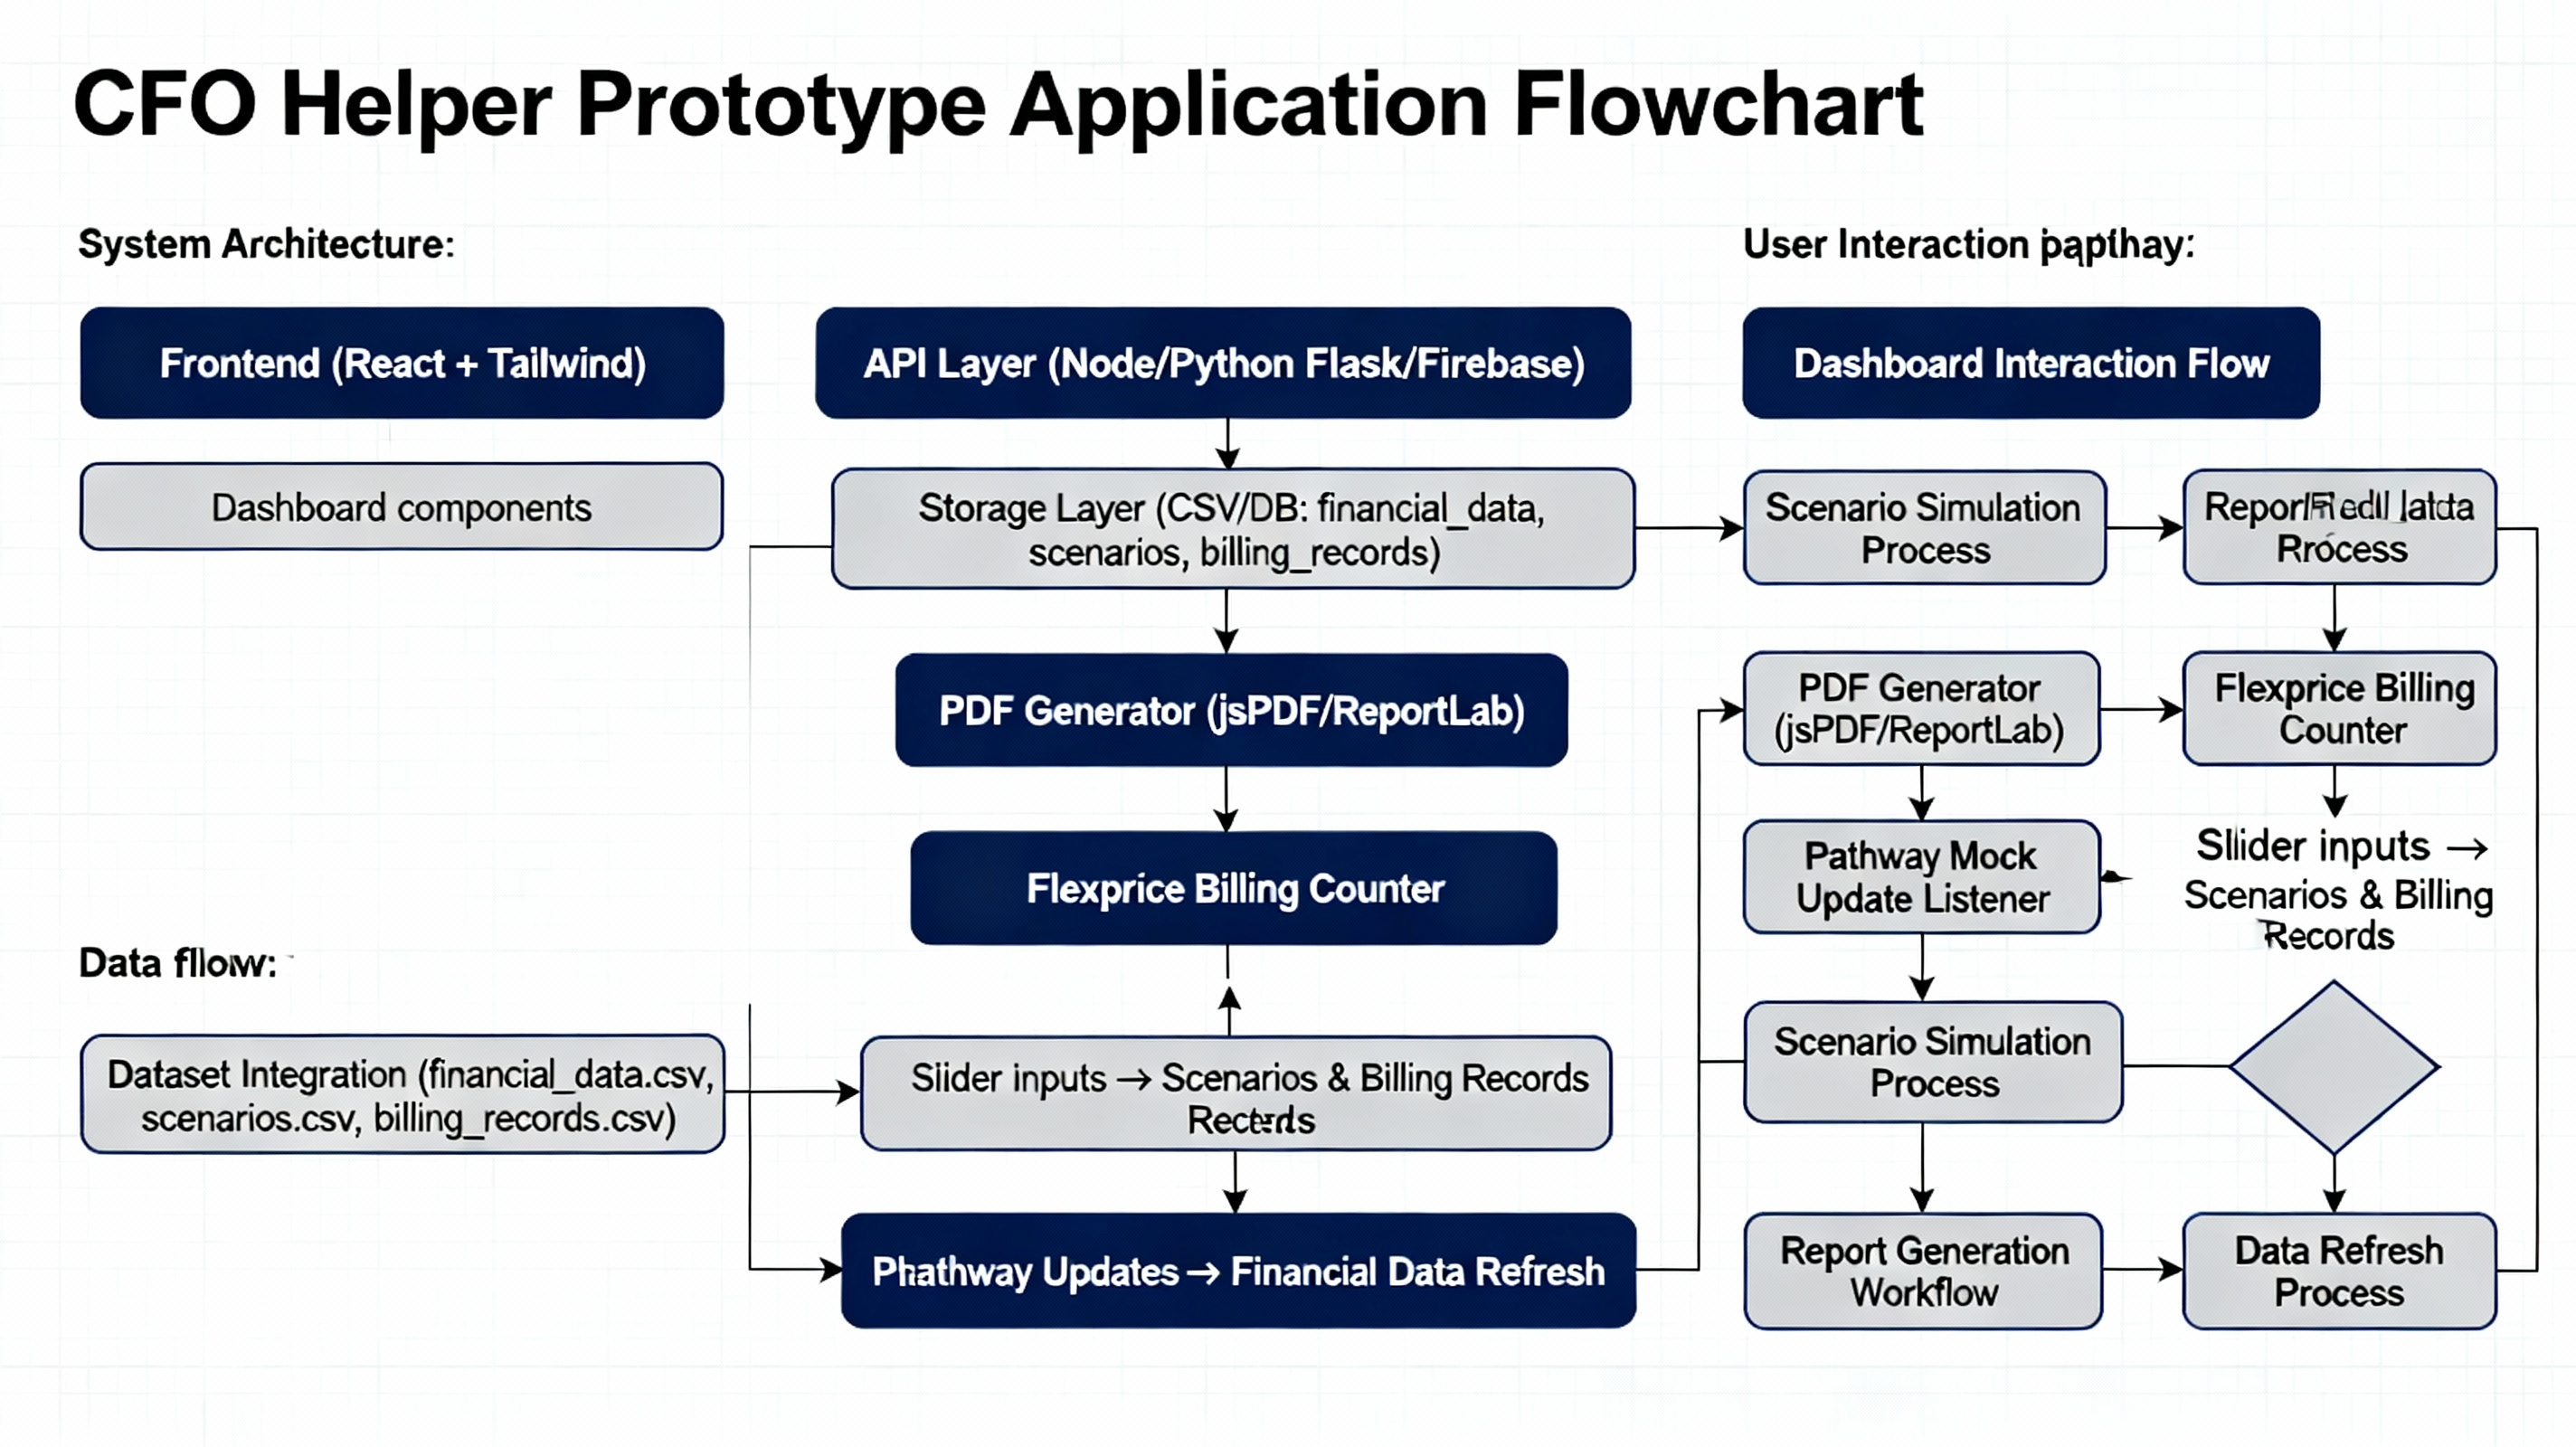 CFO Helper Prototype Application Flowchart
System Architecture:
Frontend (React + Tailwind)
Dashboard components
API Layer (Node/Python Flask/Firebase)
Storage Layer (CSV/DB: financial_data,
scenarios, billing_records)
PDF Generator (jsPDF/ReportLab)
Flexprice Billing Counter
Data fllow:
Dataset Integration (financial_data.csv,
scenarios.csv, billing_records.csv)
Slider inputs → Scenarios & Billing Records
Phathway Updates → Financial Data Refresh
User Interaction
Dashboard Interaction Flow
Scenario Simulation
Process
Rrocess
PDF Generator
(jsPDF/ReportLab)
Flexprice Billing
Counter
Pathway Mock
Update Listener
Sllider inputs →
Scenarios & Billing
Records
Scenario Simulation
Process
Report Generation
Workflow
Data Refresh
Process